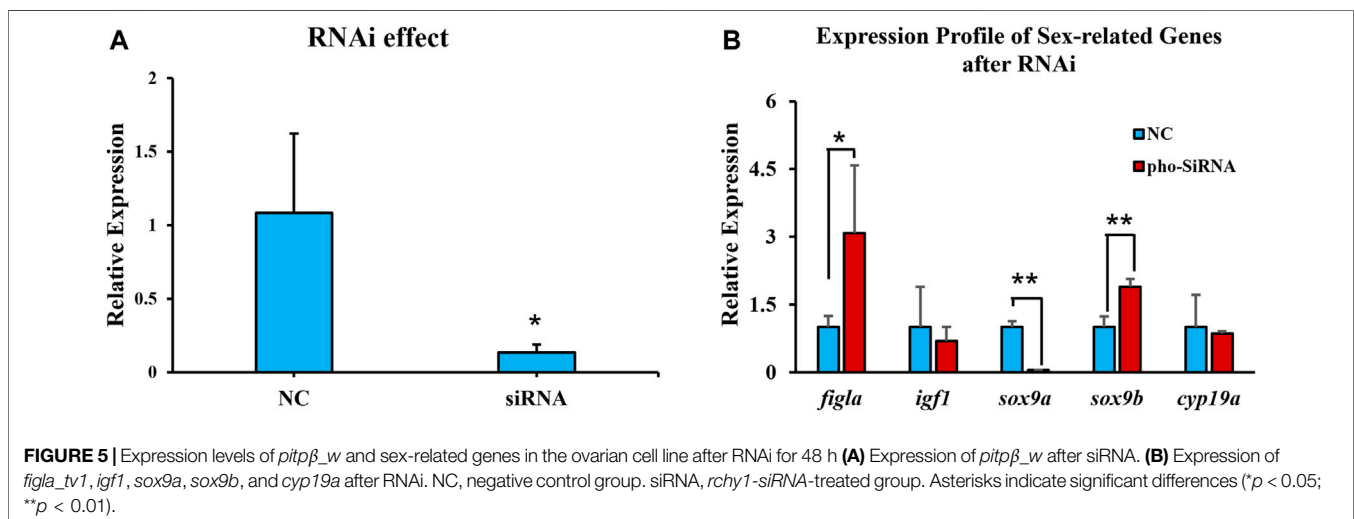 A
RNAi effect
Relative Expression
2
1.5
1
0.5
0
*
NC
siRNA
B
Expression Profile of Sex-related Genes
after RNAi
Relative Expression
6
4.5
3
1.5
0
NC
pho-SiRNA
*
**
**
figla
igf1
sox9a
sox9b
cyp19a
FIGURE 5 | Expression levels of pitpβ_w and sex-related genes in the ovarian cell line after RNAi for 48 h (A) Expression of pitpβ_w after siRNA. (B) Expression of
figla_tv1, igf1, sox9a, sox9b, and cyp19a after RNAi. NC, negative control group. siRNA, rchy1-siRNA-treated group. Asterisks indicate significant differences (*p < 0.05;
**p < 0.01).